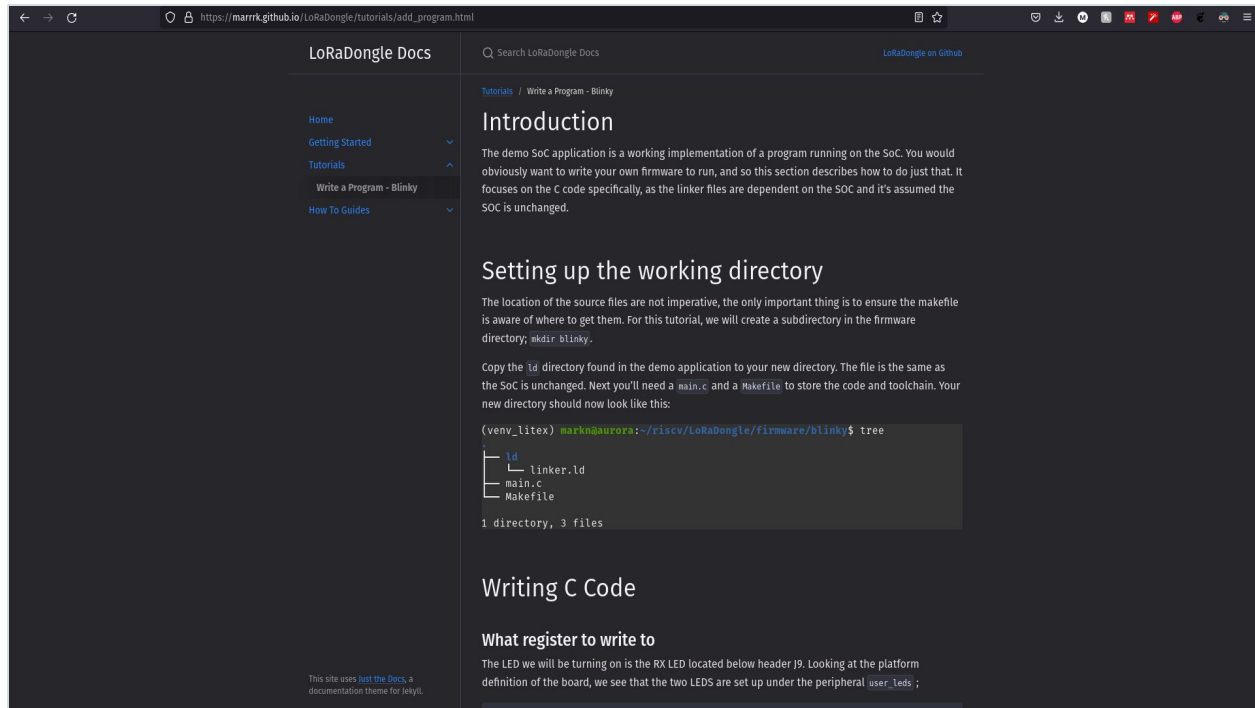 https://marrrk.github.io/LoRaDongle/tutorials/add_program.html
LoRaDongle Docs
Search LoRaDongle Docs
LoRaDongle on Github
Home
Getting Started
Tutorials
Write a Program - Blinky
How To Guides
Tutorials / Write a Program - Blinky
Introduction
The demo SoC application is a working implementation of a program running on the SoC. You would
obviously want to write your own firmware to run, and so this section describes how to do just that. It
focuses on the C code specifically, as the linker files are dependent on the SOC and it's assumed the
SOC is unchanged.
Setting up the working directory
The location of the source files are not imperative, the only important thing is to ensure the makefile
is aware of where to get them. For this tutorial, we will create a subdirectory in the firmware
directory; mkdir blinky.
Copy the ld directory found in the demo application to your new directory. The file is the same as
the SoC is unchanged. Next you'll need a main.c and a Makefile to store the code and toolchain. Your
new directory should now look like this:
(venv_litex) markn@aurora:~/riscv/LoRaDongle/firmware/blinky$ tree
.
├── ld
│   └── linker.ld
├── main.c
└── Makefile
1 directory, 3 files
Writing C Code
What register to write to
The LED we will be turning on is the RX LED located below header J9. Looking at the platform
definition of the board, we see that the two LEDS are set up under the peripheral user_leds ;
This site uses Just the Docs, a
documentation theme for Jekyll.